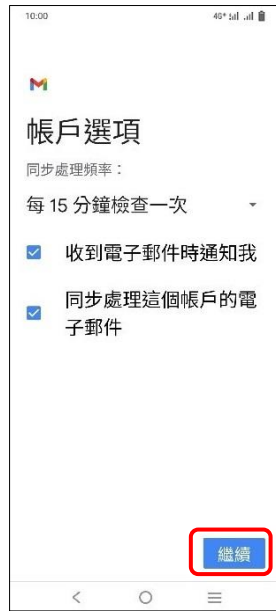 10:00
帳戶選項
同步處理頻率：
每 15 分鐘檢查一次
收到電子郵件時通知我
同步處理這個帳戶的電
子郵件
繼續